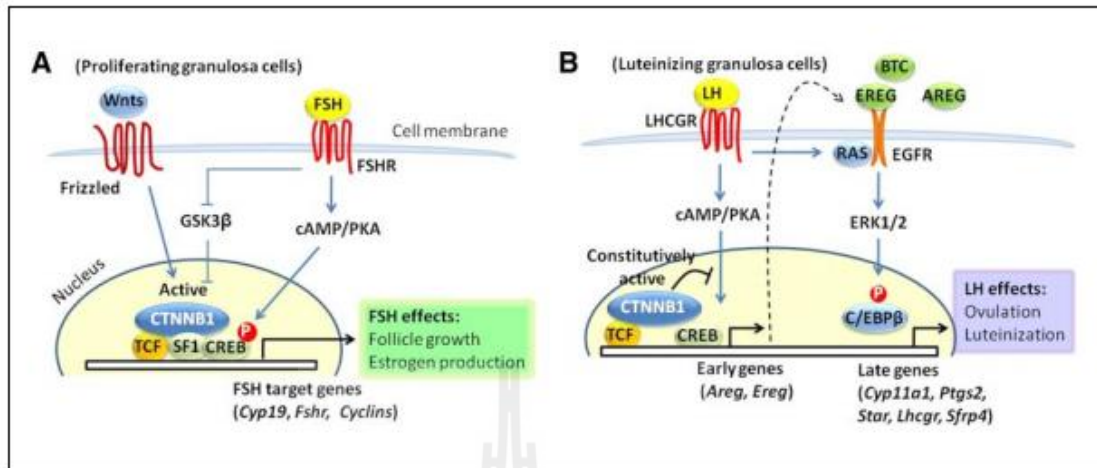 A
(Proliferating granulosa cells)
Wnts
FSH
Cell membrane
FSHR
Frizzled
GSK3β
cAMP/PKA
Nucleus
Active
CTNNB1
P
TCF
SF1
CREB
FSH effects:
Follicle growth
Estrogen production
FSH target genes
(Cyp19, Fshr, Cyclins)
B
(Luteinizing granulosa cells)
BTC
LH
EREG
AREG
LHCGR
RAS
EGFR
cAMP/PKA
ERK1/2
Constitutively
active
CTNNB1
P
C/EBPβ
TCF
CREB
LH effects:
Ovulation
Luteinization
Early genes
(Areg, Ereg)
Late genes
(Cyp11a1, Ptgs2,
Star, Lhcgr, Sfrp4)